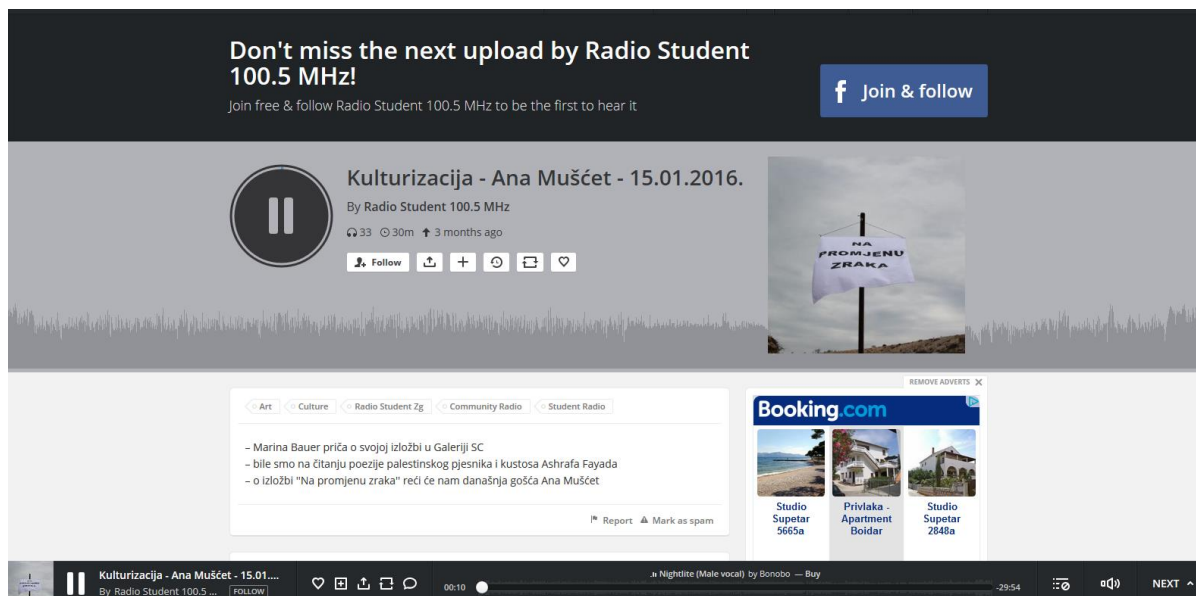 Don't miss the next upload by Radio Student
100.5 MHz!
Join free & follow Radio Student 100.5 MHz to be the first to hear it
f Join & follow
Kulturizacija - Ana Mušćet - 15.01.2016.
By Radio Student 100.5 MHz
33 30m 3 months ago
Follow
NA
PROMJENU
ZRAKA
REMOVE ADVERTS X
Art Culture Radio Student Zg Community Radio Student Radio
– Marina Bauer priča o svojoj izložbi u Galeriji SC
– bile smo na čitanju poezije palestinskog pjesnika i kustosa Ashrafa Fayada
– o izložbi "Na promjenu zraka" reći će nam današnja gošća Ana Mušćet
Report Mark as spam
Booking.com
Studio
Supetar
5665a
Privlaka -
Apartment
Boidar
Studio
Supetar
2848a
Kulturizacija - Ana Mušćet - 15.01....
By Radio Student 100.5 ... FOLLOW
00:10
Nightlite (Male vocal) by Bonobo — Buy
-29:54
NEXT